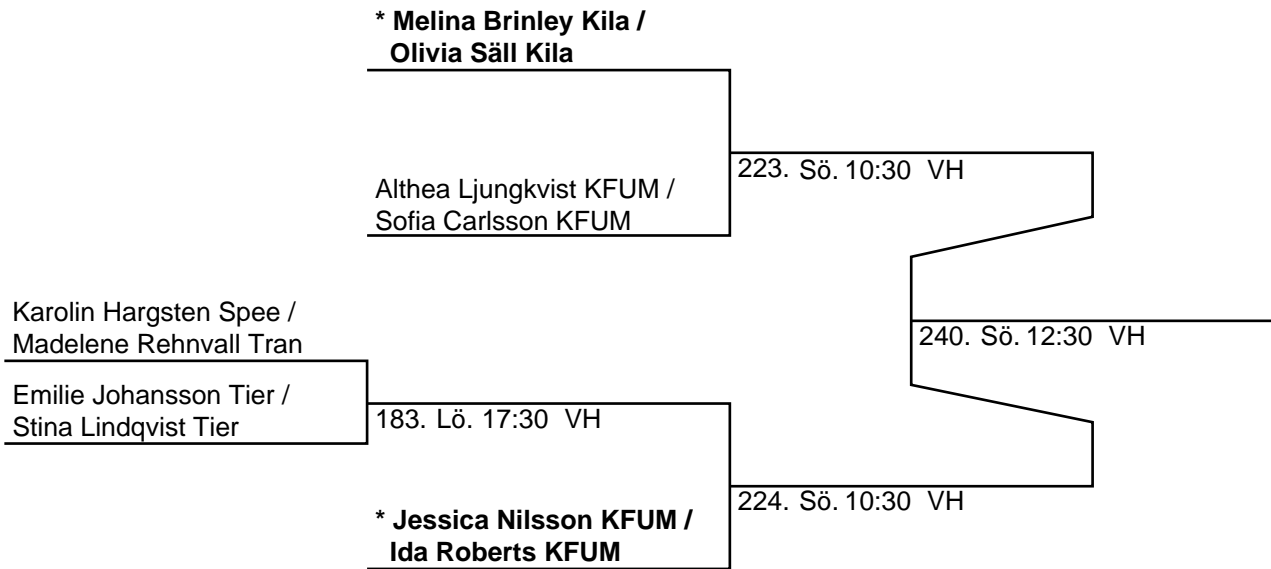 * Melina Brinley Kila /
Olivia Säll Kila
223. Sö. 10:30 VH
Althea Ljungkvist KFUM /
Sofia Carlsson KFUM
Karolin Hargsten Spee /
Madelene Rehnvall Tran
240. Sö. 12:30 VH
Emilie Johansson Tier /
Stina Lindqvist Tier
183. Lö. 17:30 VH
224. Sö. 10:30 VH
* Jessica Nilsson KFUM /
Ida Roberts KFUM